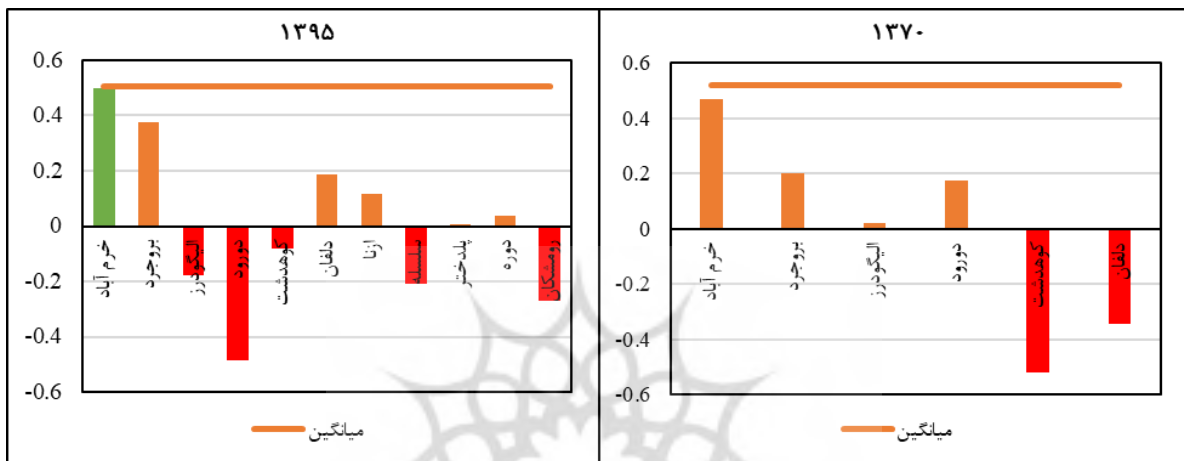 ۱۳۹۵
0.6
0.4
0.2
0
-0.2
-0.4
-0.6
خرم آباد
بروجرد
الیگودرز
دورود
کوهدشت
دلفان
ازنا
سلسله
پلدختر
دوره
رومشکان
میانگین
۱۳۷۰
0.6
0.4
0.2
0
-0.2
-0.4
-0.6
خرم آباد
بروجرد
الیگودرز
دورود
کوهدشت
دلفان
میانگین